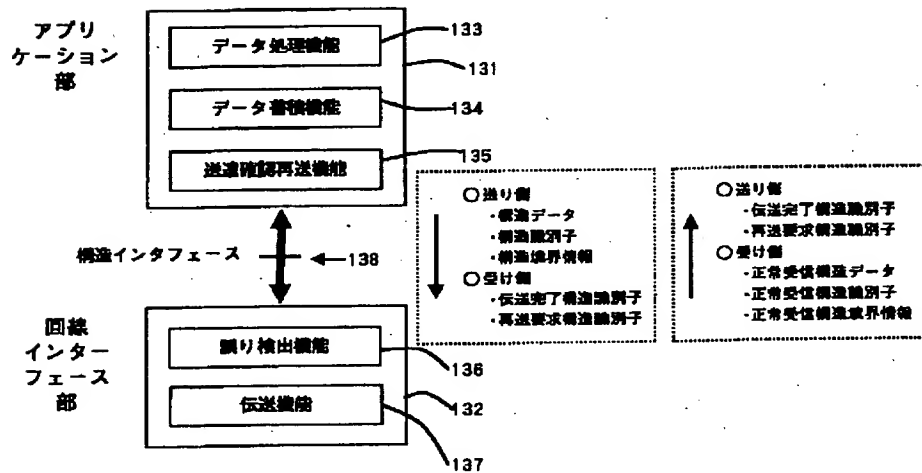 アプリ
ケーション
部
データ処理機能
133
131
データ蓄積機能
134
送達確認再送機能
135
構造インタフェース
138
○送り側
・構造データ
・構造識別子
・構造境界情報
○受け側
・伝送完了構造識別子
・再送要求構造識別子
○送り側
・伝送完了構造識別子
・再送要求構造識別子
○受け側
・正常受信構造データ
・正常受信構造識別子
・正常受信構造境界情報
回線
インター
フェース
部
誤り検出機能
136
伝送機能
132
137